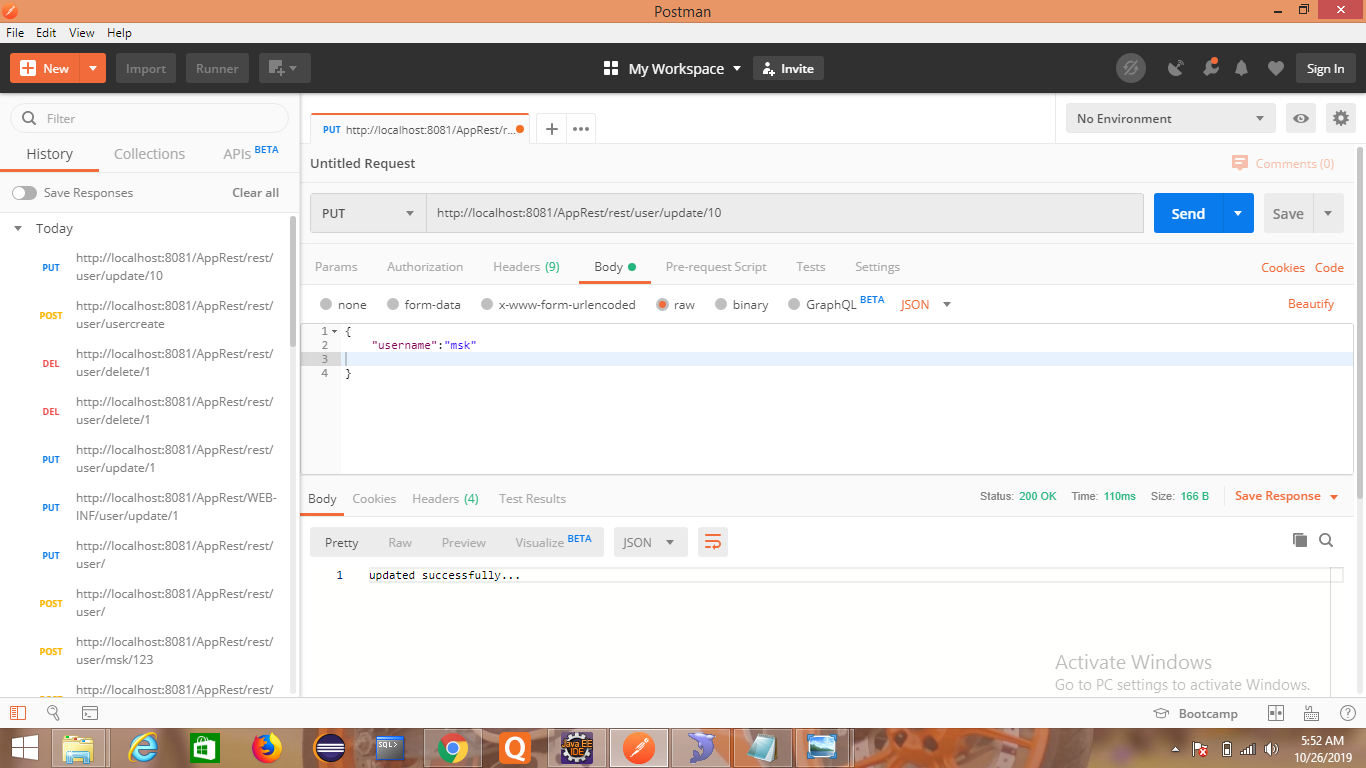 Postman
File Edit View Help
New Import Runner My Workspace Invite Sign In
Filter
History Collections APIs BETA
Save Responses Clear all
Today
PUT http://localhost:8081/AppRest/rest/
user/update/10
POST http://localhost:8081/AppRest/rest/
user/usercreate
DEL http://localhost:8081/AppRest/rest/
user/delete/1
DEL http://localhost:8081/AppRest/rest/
user/delete/1
PUT http://localhost:8081/AppRest/rest/
user/update/1
PUT http://localhost:8081/AppRest/WEB-
INF/user/update/1
PUT http://localhost:8081/AppRest/rest/
user/
POST http://localhost:8081/AppRest/rest/
user/
POST http://localhost:8081/AppRest/rest/
user/msk/123
http://localhost:8081/AppRest/rest/
PUT http://localhost:8081/AppRest/r... No Environment
Untitled Request Comments (0)
PUT http://localhost:8081/AppRest/rest/user/update/10 Send Save
Params Authorization Headers (9) Body Pre-request Script Tests Settings Cookies Code
none form-data x-www-form-urlencoded raw binary GraphQL BETA JSON Beautify
1 {
2 "username":"msk"
3
4 }
Body Cookies Headers (4) Test Results Status: 200 OK Time: 110ms Size: 166 B Save Response
Pretty Raw Preview Visualize BETA JSON
1 updated successfully...
Activate Windows
Go to PC settings to activate Windows.
Bootcamp
SQL>
Java EE
IDE
5:52 AM
10/26/2019